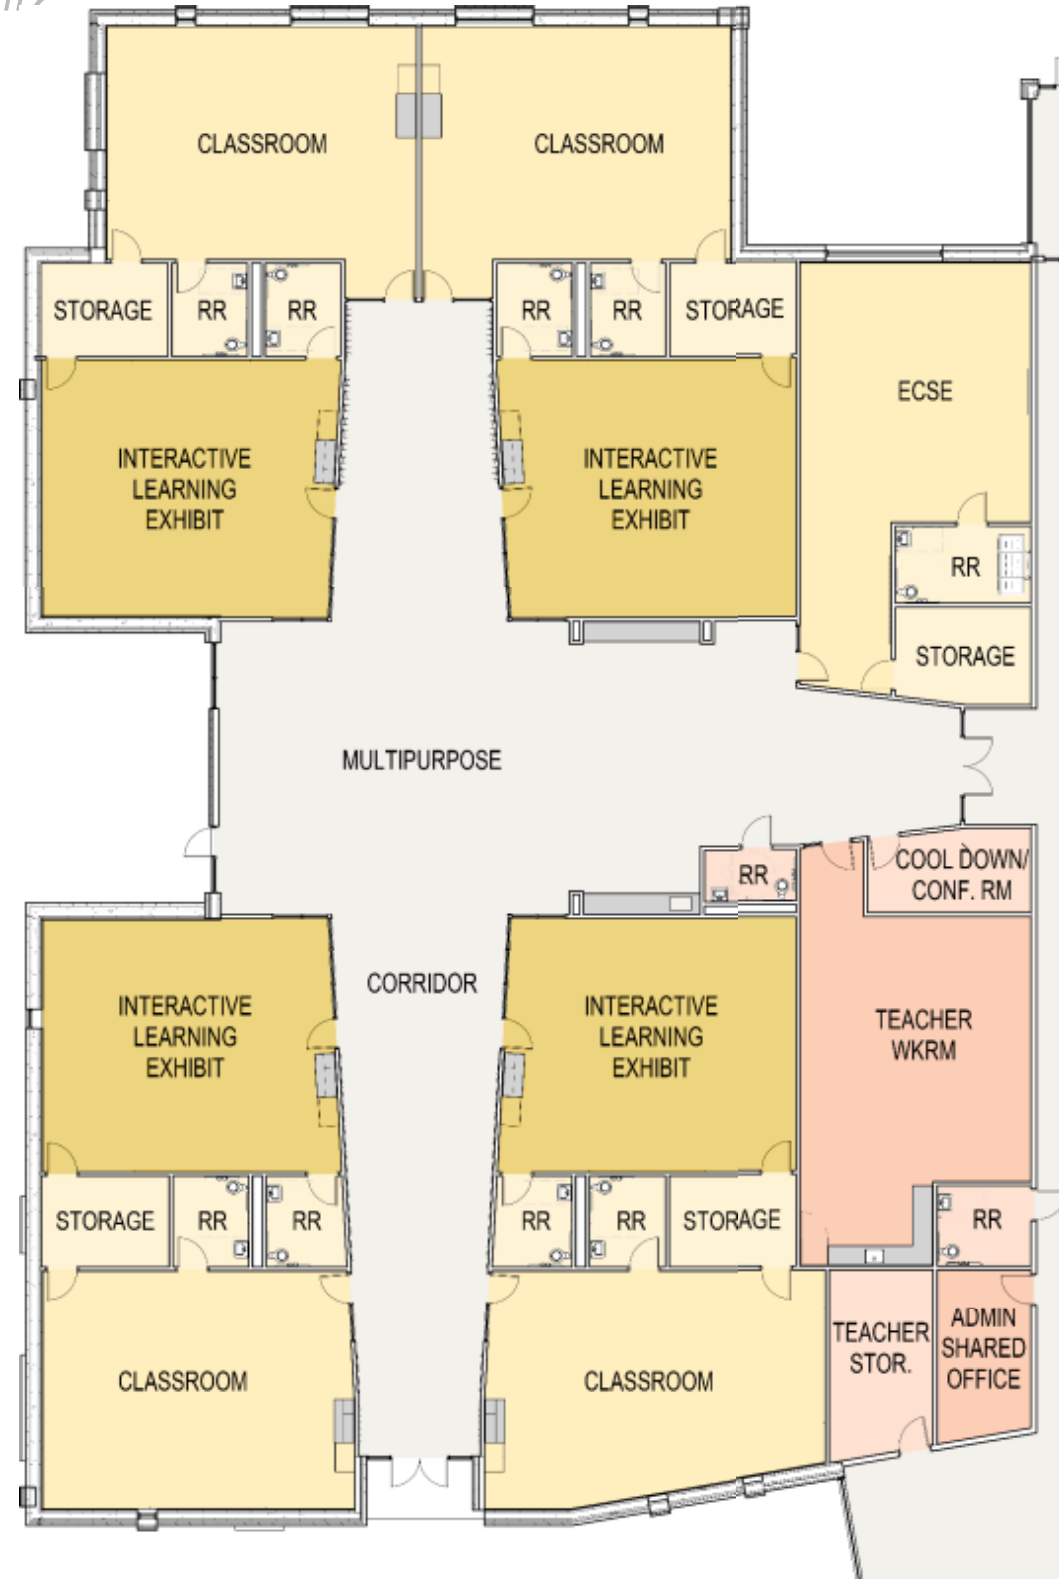 CLASSROOM
CLASSROOM
STORAGE
RR
RR
RR
RR
STORAGE
ECSE
INTERACTIVE
LEARNING
EXHIBIT
INTERACTIVE
LEARNING
EXHIBIT
RR
STORAGE
MULTIPURPOSE
RR
COOL DOWN/
CONF. RM
CORRIDOR
INTERACTIVE
LEARNING
EXHIBIT
INTERACTIVE
LEARNING
EXHIBIT
TEACHER
WKRM
STORAGE
RR
RR
RR
RR
STORAGE
RR
CLASSROOM
CLASSROOM
TEACHER
STOR.
ADMIN
SHARED
OFFICE